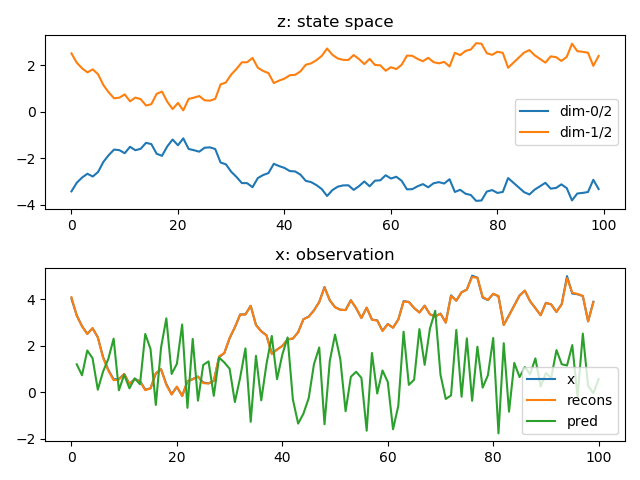 z: state space
2
0
−2
−4
dim-0/2
dim-1/2
0 20 40 60 80 100
x: observation
4
2
0
−2
x
recons
pred
0 20 40 60 80 100